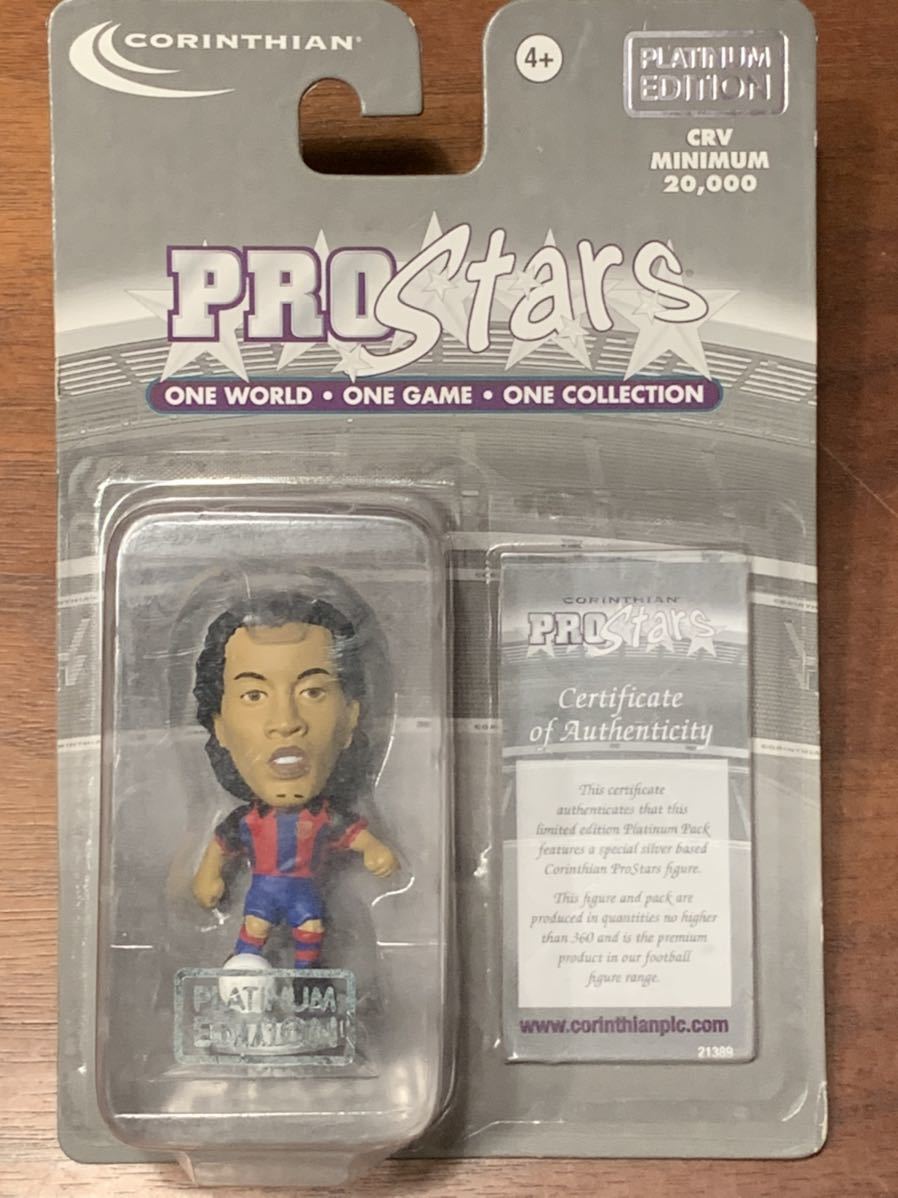 CORINTHIAN
4+
PLATINUM
EDITION
CRV
MINIMUM
20,000
PROStars
ONE WORLD • ONE GAME • ONE COLLECTION
CORINTHIAN
PROStars
Certificate
of Authenticity
This certificate
authenticates that this
limited edition Platinum Pack
features a special silver based
Corinthian ProStars figure.
This figure and pack are
produced in quantities no higher
than 360 and is the premium
product in our football
figure range.
www.corinthianplc.com
21389
PLATINUM
EDITION